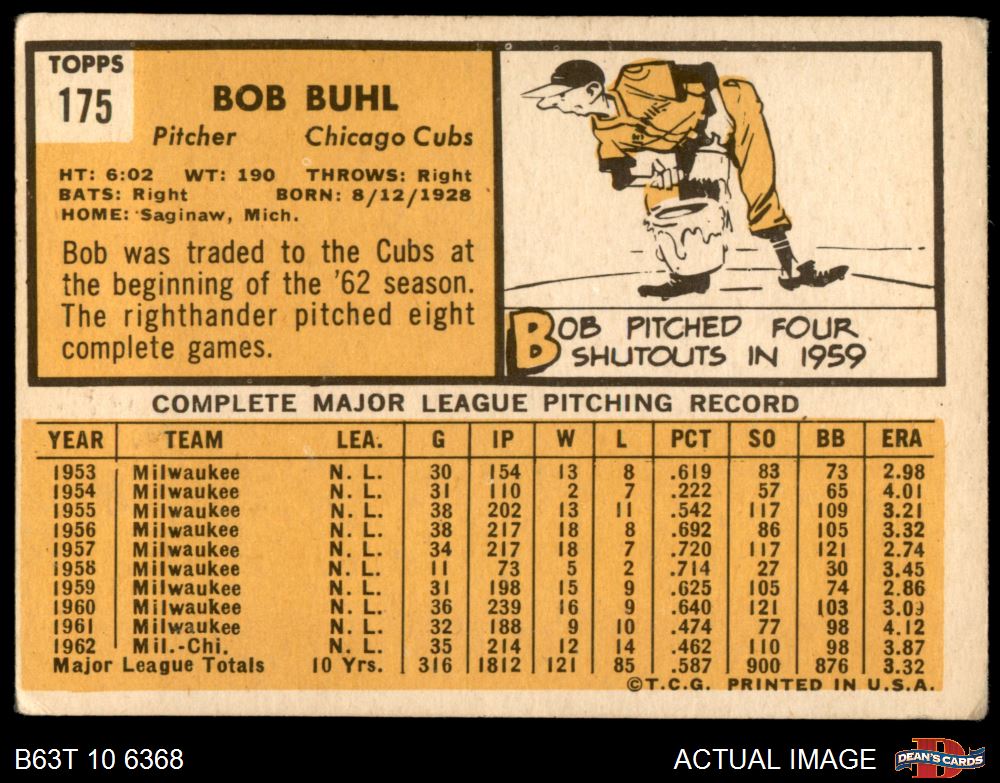 TOPPS
175
BOB BUHL
Pitcher Chicago Cubs
HT: 6:02 WT: 190 THROWS: Right
BATS: Right BORN: 8/12/1928
HOME: Saginaw, Mich.
Bob was traded to the Cubs at
the beginning of the '62 season.
The righthander pitched eight
complete games.
BOB PITCHED FOUR
SHUTOUTS IN 1959
COMPLETE MAJOR LEAGUE PITCHING RECORD
YEAR TEAM LEA. G IP W L PCT SO BB ERA
1953 Milwaukee N. L. 30 154 13 8 .619 83 73 2.98
1954 Milwaukee N. L. 31 110 2 7 .222 57 65 4.01
1955 Milwaukee N. L. 38 202 13 11 .542 117 109 3.21
1956 Milwaukee N. L. 38 217 18 8 .692 86 105 3.32
1957 Milwaukee N. L. 34 217 18 7 .720 117 121 2.74
1958 Milwaukee N. L. 11 73 5 2 .714 27 30 3.45
1959 Milwaukee N. L. 31 198 15 9 .625 105 74 2.86
1960 Milwaukee N. L. 36 239 16 9 .640 121 103 3.09
1961 Milwaukee N. L. 32 188 9 10 .474 77 98 4.12
1962 Mil.-Chi. N. L. 35 214 12 14 .462 110 98 3.87
Major League Totals 10 Yrs. 316 1812 121 85 .587 900 876 3.32
©T.C.G. PRINTED IN U.S.A.
B63T 10 6368
ACTUAL IMAGE
DEAN'S CARDS